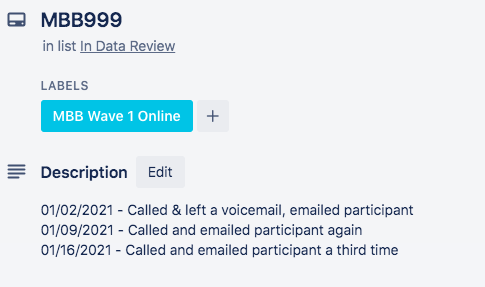 MBB999
in list In Data Review
LABELS
MBB Wave 1 Online
+
Description Edit
01/02/2021 - Called & left a voicemail, emailed participant
01/09/2021 - Called and emailed participant again
01/16/2021 - Called and emailed participant a third time